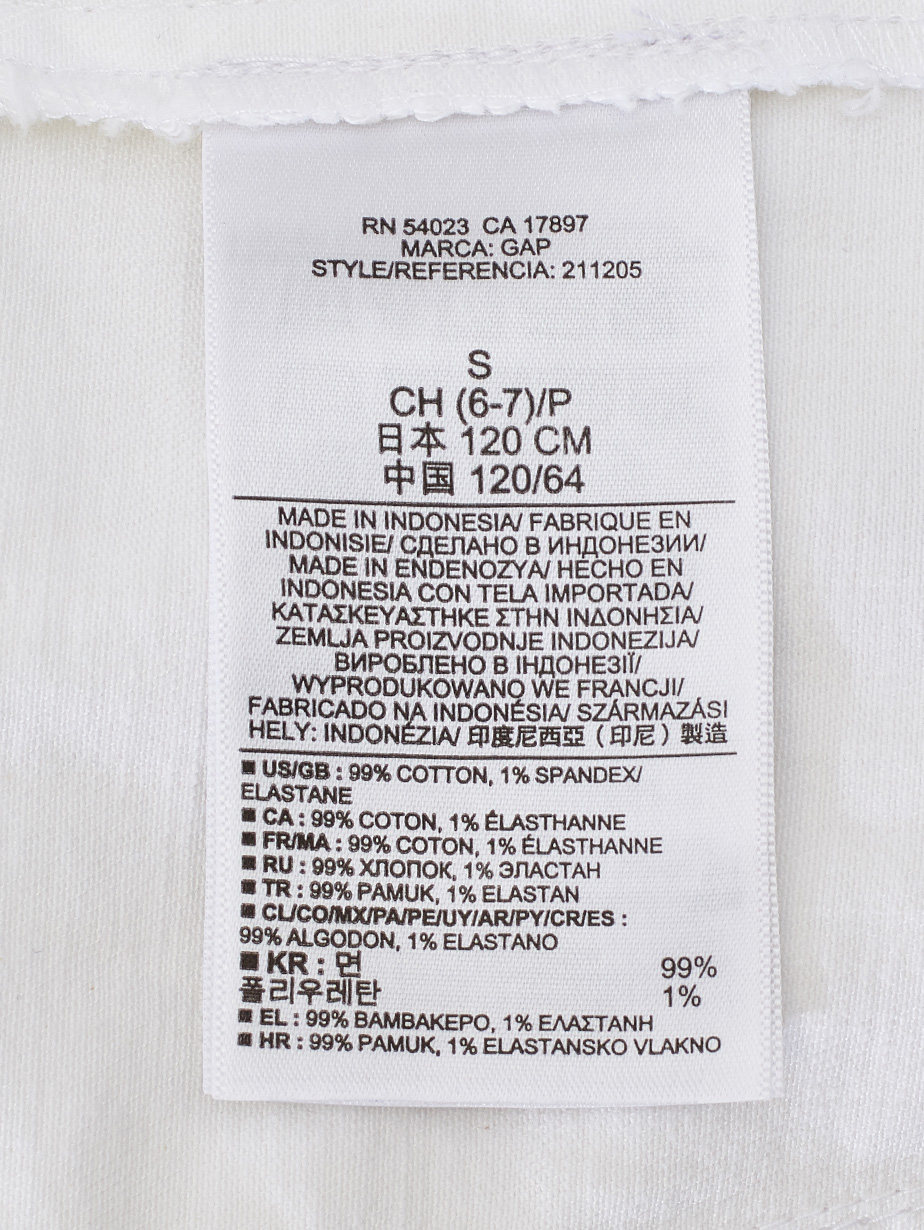 RN 54023 CA 17897
MARCA: GAP
STYLE/REFERENCIA: 211205
S
CH (6-7)/P
日本 120 CM
中国 120/64
MADE IN INDONESIA/ FABRIQUE EN
INDONISIE/ СДЕЛАНО В ИНДОНЕЗИИ/
MADE IN ENDENOZYA/ HECHO EN
INDONESIA CON TELA IMPORTADA/
ΚΑΤΑΣΚΕΥΑΣΤΗΚΕ ΣΤΗΝ ΙΝΔΟΝΗΣΙΑ/
ZEMLJA PROIZVODNJE INDONEZIJA/
ВИРОБЛЕНО В ІНДОНЕЗІЇ/
WYPRODUKOWANO WE FRANCJI/
FABRICADO NA INDONÉSIA/ SZÁRMAZÁSI
HELY: INDONÉZIA/ 印度尼西亞（印尼）製造
■ US/GB : 99% COTTON, 1% SPANDEX/
ELASTANE
■ CA : 99% COTON, 1% ÉLASTHANNE
■ FR/MA : 99% COTON, 1% ÉLASTHANNE
■ RU : 99% ХЛОПОК, 1% ЭЛАСТАН
■ TR : 99% PAMUK, 1% ELASTAN
■ CL/CO/MX/PA/PE/UY/AR/PY/CR/ES :
99% ALGODON, 1% ELASTANO
■ KR : 면 99%
폴리우레탄 1%
■ EL : 99% ΒΑΜΒΑΚΕΡΟ, 1% ΕΛΑΣΤΑΝΗ
■ HR : 99% PAMUK, 1% ELASTANSKO VLAKNO